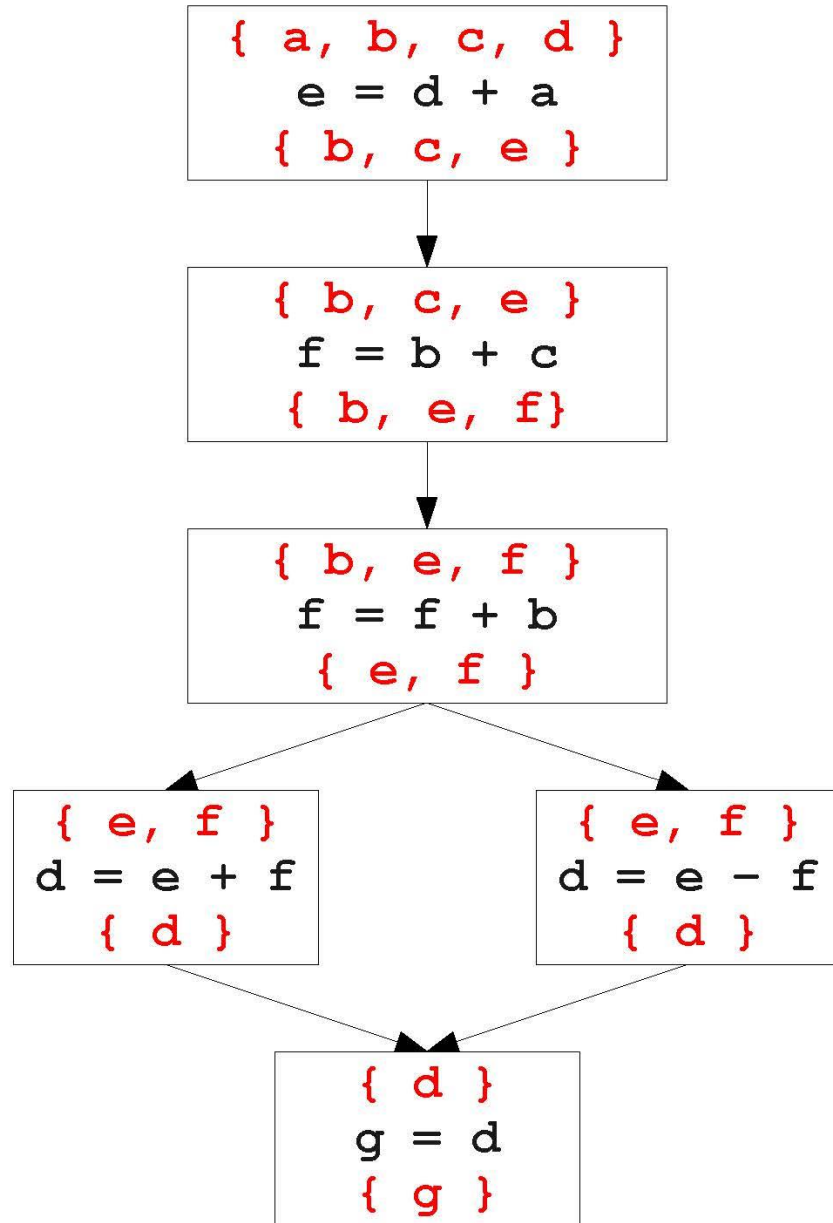 { a, b, c, d }
e = d + a
{ b, c, e }
{ b, c, e }
f = b + c
{ b, e, f}
{ b, e, f }
f = f + b
{ e, f }
{ e, f }
d = e + f
{ d }
{ e, f }
d = e - f
{ d }
{ d }
g = d
{ g }